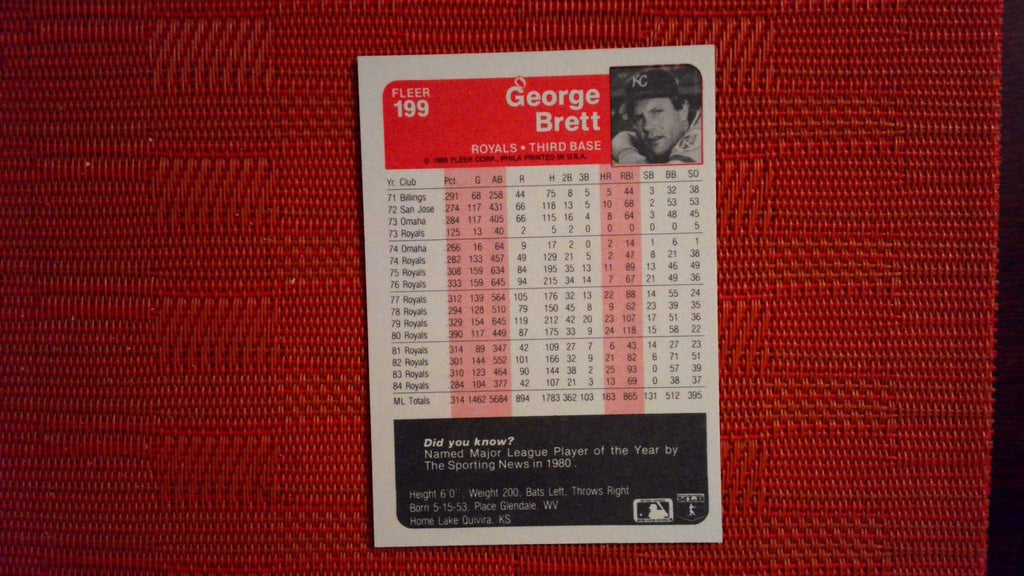 FLEER
199
George
Brett
ROYALS • THIRD BASE
© 1985 FLEER CORP., PHILA PRINTED IN U.S.A.
KC
Yr. Club Pct. G AB R H 2B 3B HR RBI SB BB SO
71 Billings .291 68 258 44 75 8 5 5 44 3 32 38
72 San Jose .274 117 431 66 118 13 5 10 68 2 53 53
73 Omaha .284 117 405 66 115 16 4 8 64 3 48 45
73 Royals .125 13 40 2 5 2 0 0 0 0 0 5
74 Omaha .266 16 64 9 17 2 0 2 14 1 6 1
74 Royals .282 133 457 49 129 21 5 2 47 8 21 38
75 Royals .308 159 634 84 195 35 13 11 89 13 46 49
76 Royals .333 159 645 94 215 34 14 7 67 21 49 36
77 Royals .312 139 564 105 176 32 13 22 88 14 55 24
78 Royals .294 128 510 79 150 45 8 9 62 23 39 35
79 Royals .329 154 645 119 212 42 20 23 107 17 51 36
80 Royals .390 117 449 87 175 33 9 24 118 15 58 22
81 Royals .314 89 347 42 109 27 7 6 43 14 27 23
82 Royals .301 144 552 101 166 32 9 21 82 6 71 51
83 Royals .310 123 464 90 144 38 2 25 93 0 57 39
84 Royals .284 104 377 42 107 21 3 13 69 0 38 37
ML Totals .314 1462 5684 894 1783 362 103 163 865 131 512 395
Did you know?
Named Major League Player of the Year by
The Sporting News in 1980.
Height 6'0" Weight 200, Bats Left, Throws Right
Born 5-15-53, Place Glendale, WV
Home Lake Quivira, KS